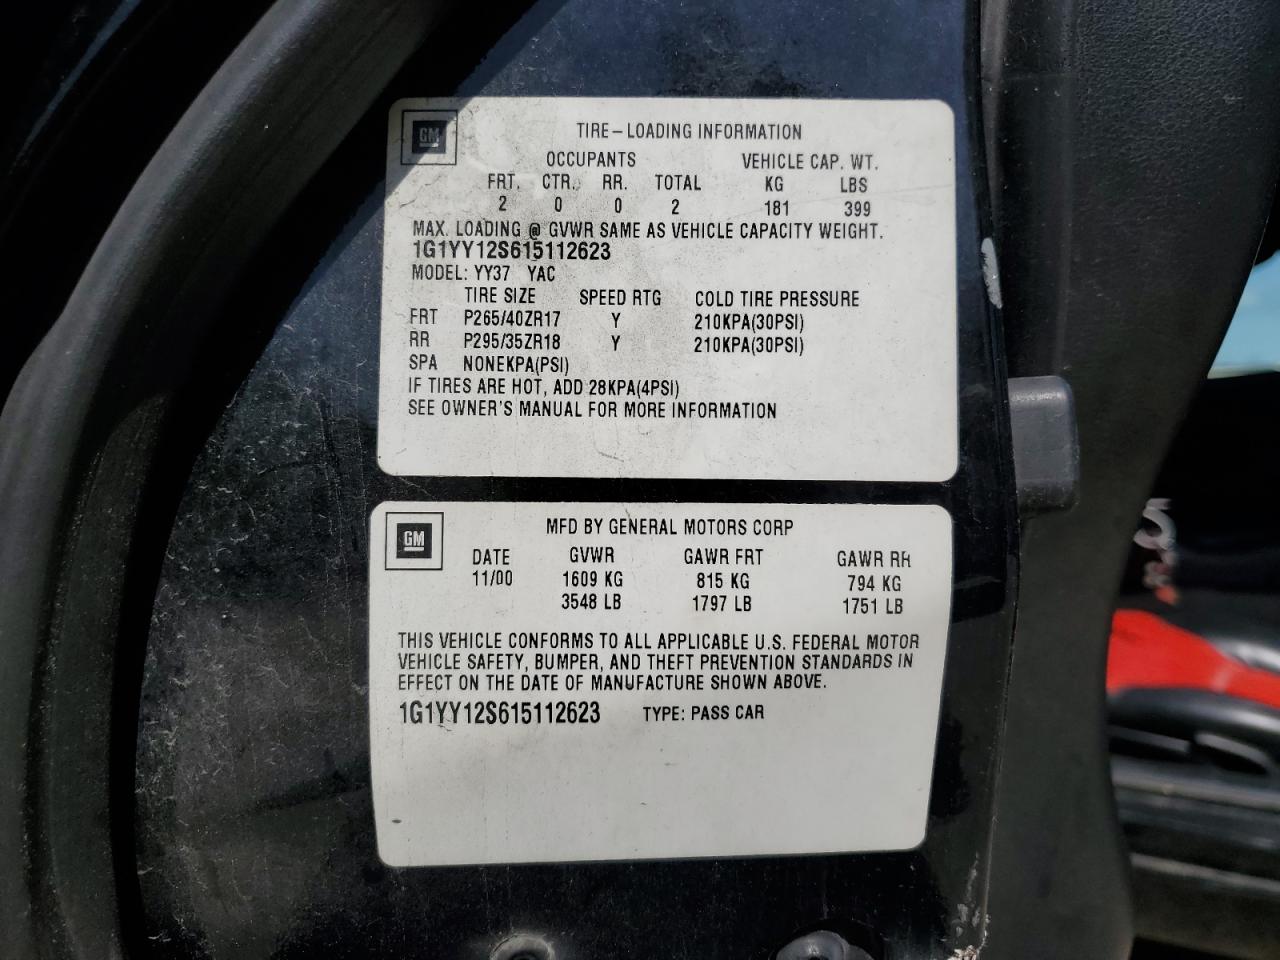 GM
TIRE-LOADING INFORMATION
OCCUPANTS VEHICLE CAP. WT.
FRT. CTR. RR. TOTAL KG LBS
2 0 0 2 181 399
MAX. LOADING @ GVWR SAME AS VEHICLE CAPACITY WEIGHT.
1G1YY12S615112623
MODEL: YY37 YAC
TIRE SIZE SPEED RTG COLD TIRE PRESSURE
FRT P265/40ZR17 Y 210KPA(30PSI)
RR P295/35ZR18 Y 210KPA(30PSI)
SPA NONEKPA(PSI)
IF TIRES ARE HOT, ADD 28KPA(4PSI)
SEE OWNER'S MANUAL FOR MORE INFORMATION
GM
MFD BY GENERAL MOTORS CORP
DATE GVWR GAWR FRT GAWR RR
11/00 1609 KG 815 KG 794 KG
3548 LB 1797 LB 1751 LB
THIS VEHICLE CONFORMS TO ALL APPLICABLE U.S. FEDERAL MOTOR
VEHICLE SAFETY, BUMPER, AND THEFT PREVENTION STANDARDS IN
EFFECT ON THE DATE OF MANUFACTURE SHOWN ABOVE.
1G1YY12S615112623 TYPE: PASS CAR